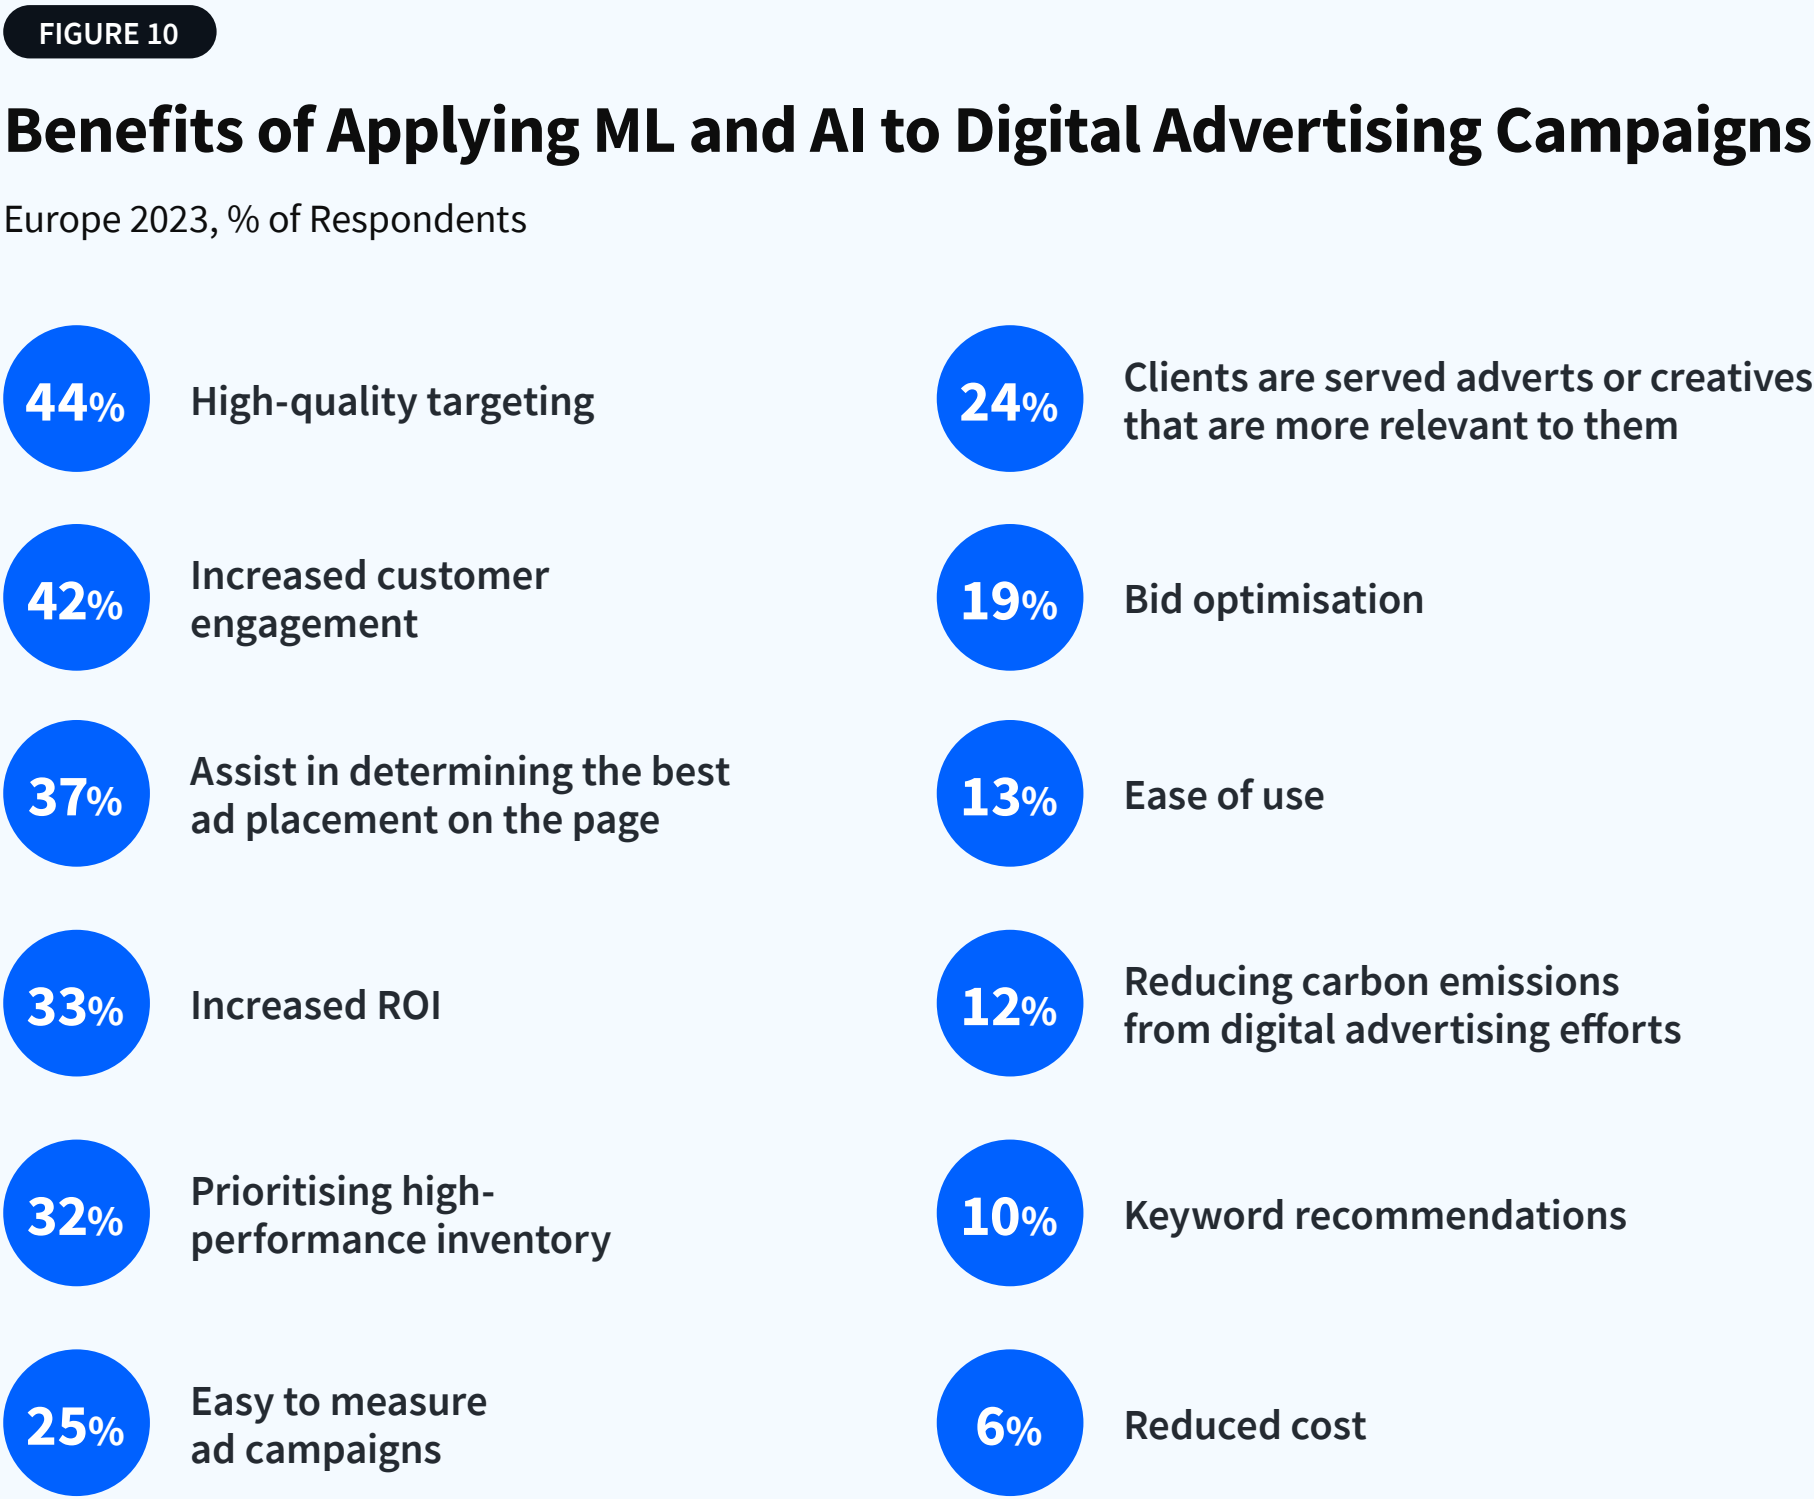 FIGURE 10
Benefits of Applying ML and AI to Digital Advertising Campaigns
Europe 2023, % of Respondents
44%
High-quality targeting
42%
Increased customer
engagement
37%
Assist in determining the best
ad placement on the page
33%
Increased ROI
32%
Prioritising high-
performance inventory
25%
Easy to measure
ad campaigns
24%
Clients are served adverts or creatives
that are more relevant to them
19%
Bid optimisation
13%
Ease of use
12%
Reducing carbon emissions
from digital advertising efforts
10%
Keyword recommendations
6%
Reduced cost